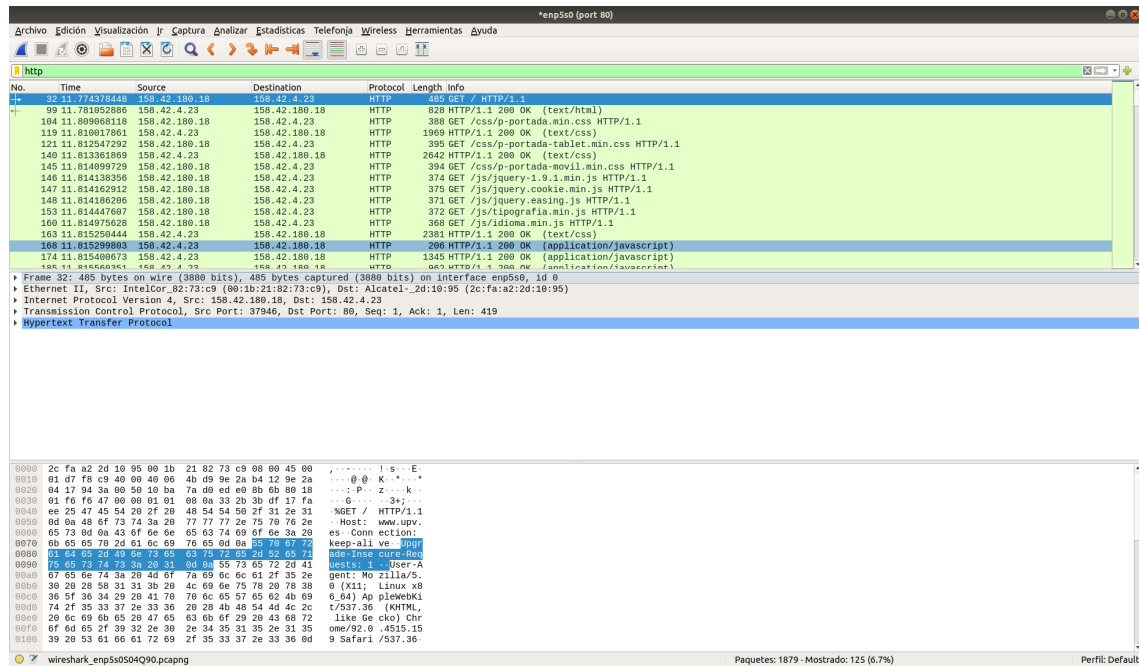 *enp5s0 (port 80)
Archivo Edición Visualización Ir Captura Analizar Estadísticas Telefonía Wireless Herramientas Ayuda
http
No. Time Source Destination Protocol Length Info
32 11.774378448 158.42.180.18 158.42.4.23 HTTP 485 GET / HTTP/1.1
99 11.781052886 158.42.4.23 158.42.180.18 HTTP 828 HTTP/1.1 200 OK (text/html)
104 11.809068118 158.42.180.18 158.42.4.23 HTTP 388 GET /css/p-portada.min.css HTTP/1.1
119 11.810017861 158.42.4.23 158.42.180.18 HTTP 1969 HTTP/1.1 200 OK (text/css)
121 11.812547292 158.42.180.18 158.42.4.23 HTTP 395 GET /css/p-portada-tablet.min.css HTTP/1.1
140 11.813361869 158.42.4.23 158.42.180.18 HTTP 2642 HTTP/1.1 200 OK (text/css)
145 11.814099729 158.42.180.18 158.42.4.23 HTTP 394 GET /css/p-portada-movil.min.css HTTP/1.1
146 11.814138356 158.42.180.18 158.42.4.23 HTTP 374 GET /js/jquery-1.9.1.min.js HTTP/1.1
147 11.814162912 158.42.180.18 158.42.4.23 HTTP 375 GET /js/jquery.cookie.min.js HTTP/1.1
148 11.814186206 158.42.180.18 158.42.4.23 HTTP 371 GET /js/jquery.easing.js HTTP/1.1
153 11.814447607 158.42.180.18 158.42.4.23 HTTP 372 GET /js/tipografia.min.js HTTP/1.1
160 11.814975628 158.42.180.18 158.42.4.23 HTTP 368 GET /js/idioma.min.js HTTP/1.1
163 11.815250444 158.42.4.23 158.42.180.18 HTTP 2381 HTTP/1.1 200 OK (text/css)
168 11.815299803 158.42.4.23 158.42.180.18 HTTP 206 HTTP/1.1 200 OK (application/javascript)
174 11.815400673 158.42.4.23 158.42.180.18 HTTP 1345 HTTP/1.1 200 OK (application/javascript)
185 11.815560351 158.42.4.23 158.42.180.18 HTTP 962 HTTP/1.1 200 OK (application/javascript)
Frame 32: 485 bytes on wire (3880 bits), 485 bytes captured (3880 bits) on interface enp5s0, id 0
Ethernet II, Src: IntelCor_82:73:c9 (00:1b:21:82:73:c9), Dst: Alcatel-_2d:10:95 (2c:fa:a2:2d:10:95)
Internet Protocol Version 4, Src: 158.42.180.18, Dst: 158.42.4.23
Transmission Control Protocol, Src Port: 37946, Dst Port: 80, Seq: 1, Ack: 1, Len: 419
Hypertext Transfer Protocol
0000 2c fa a2 2d 10 95 00 1b 21 82 73 c9 08 00 45 00 ,··-···· !·s···E·
0010 01 d7 f8 c9 40 00 40 06 4b d9 9e 2a b4 12 9e 2a ····@·@· K··*···*
0020 04 17 94 3a 00 50 10 ba 7a d0 ed e0 8b 6b 80 18 ···:·P·· z····k··
0030 01 f6 f6 47 00 00 01 01 08 0a 33 2b 3b df 17 fa ···G···· ··3+;···
0040 ee 25 47 45 54 20 2f 20 48 54 54 50 2f 31 2e 31 ·%GET / HTTP/1.1
0050 0d 0a 48 6f 73 74 3a 20 77 77 77 2e 75 70 76 2e ··Host: www.upv.
0060 65 73 0d 0a 43 6f 6e 6e 65 63 74 69 6f 6e 3a 20 es··Conn ection:
0070 6b 65 65 70 2d 61 6c 69 76 65 0d 0a 55 70 67 72 keep-ali ve··Upgr
0080 61 64 65 2d 49 6e 73 65 63 75 72 65 2d 52 65 71 ade-Inse cure-Req
0090 75 65 73 74 73 3a 20 31 0d 0a 55 73 65 72 2d 41 uests: 1 ··User-A
00a0 67 65 6e 74 3a 20 4d 6f 7a 69 6c 6c 61 2f 35 2e gent: Mo zilla/5.
00b0 30 20 28 58 31 31 3b 20 4c 69 6e 75 78 20 78 38 0 (X11; Linux x8
00c0 36 5f 36 34 29 20 41 70 70 6c 65 57 65 62 4b 69 6_64) Ap pleWebKi
00d0 74 2f 35 33 37 2e 33 36 20 28 4b 48 54 4d 4c 2c t/537.36 (KHTML,
00e0 20 6c 69 6b 65 20 47 65 63 6b 6f 29 20 43 68 72 like Ge cko) Chr
00f0 6f 6d 65 2f 39 32 2e 30 2e 34 35 31 35 2e 31 35 ome/92.0 .4515.15
0100 39 20 53 61 66 61 72 69 2f 35 33 37 2e 33 36 0d 9 Safari /537.36·
wireshark_enp5s0S04Q90.pcapng Paquetes: 1879 · Mostrado: 125 (6.7%) Perfil: Default